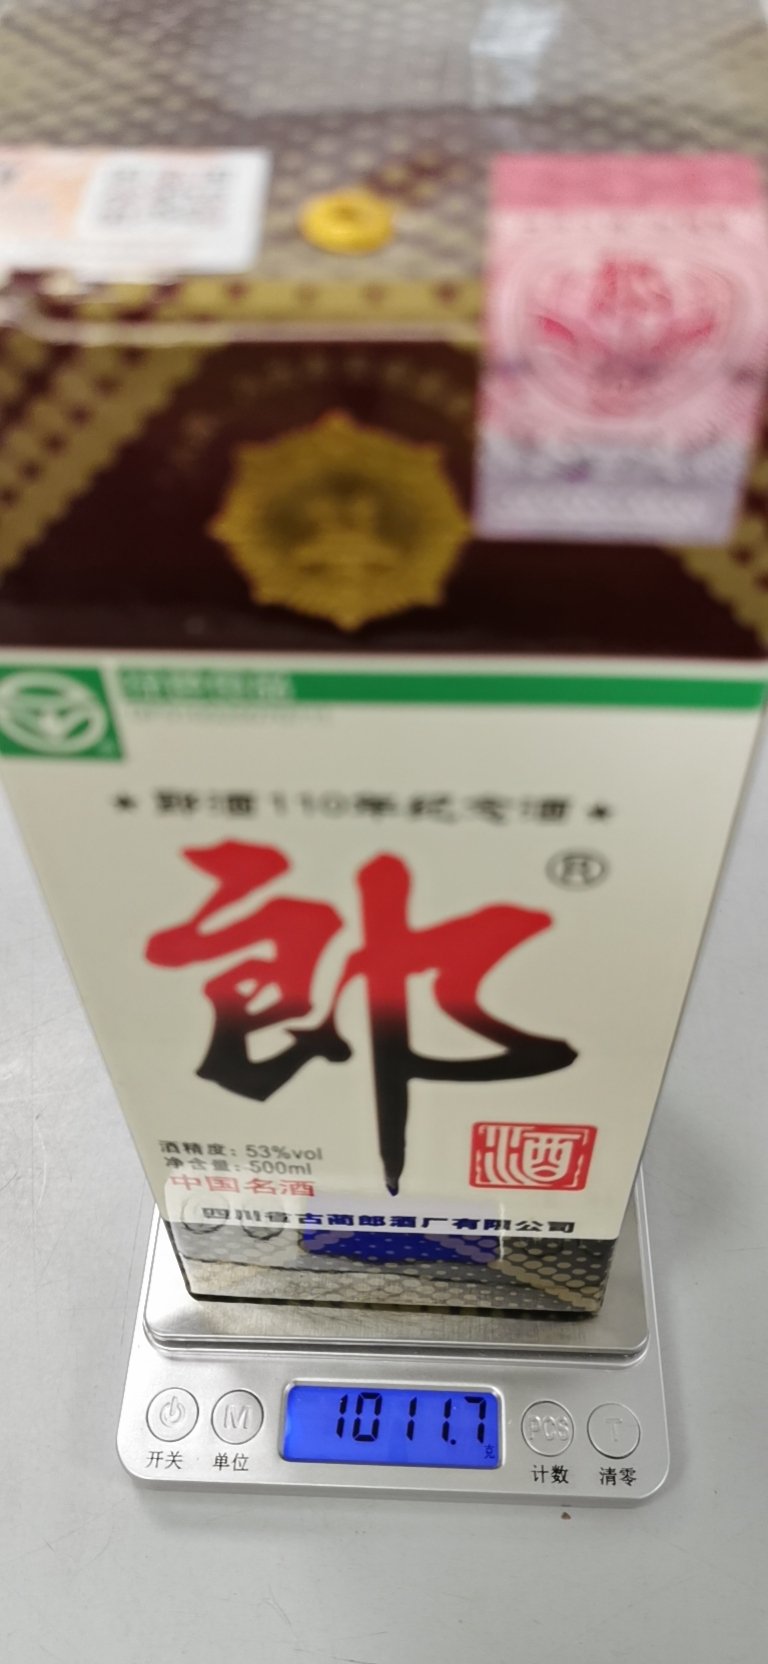 郎酒110年纪念酒
郎®
酒
酒精度：53%vol
净含量：500ml
中国名酒
四川省古蔺郎酒厂有限公司
1011.7
克
M
PCS
T
开关
单位
计数
清零